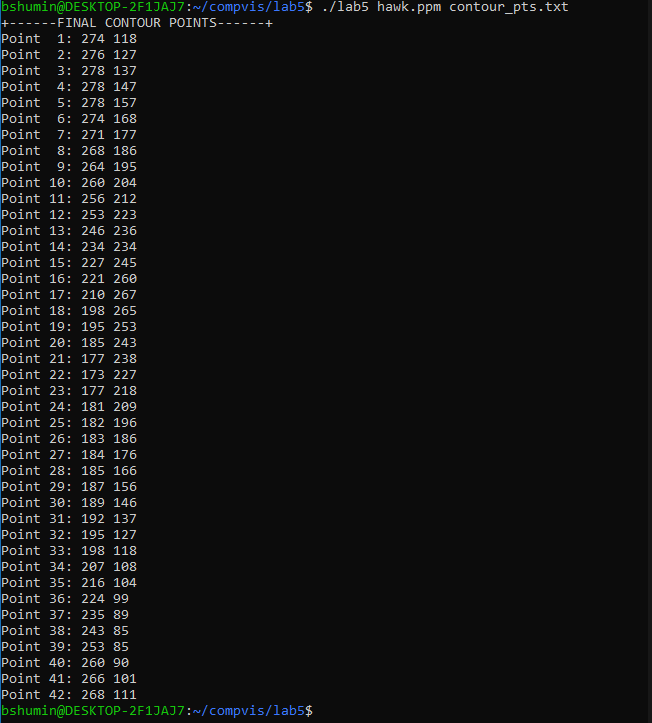 bshumin@DESKTOP-2F1JAJ7:~/compvis/lab5$ ./lab5 hawk.ppm contour_pts.txt
+------FINAL CONTOUR POINTS------+
Point  1: 274 118
Point  2: 276 127
Point  3: 278 137
Point  4: 278 147
Point  5: 278 157
Point  6: 274 168
Point  7: 271 177
Point  8: 268 186
Point  9: 264 195
Point 10: 260 204
Point 11: 256 212
Point 12: 253 223
Point 13: 246 236
Point 14: 234 234
Point 15: 227 245
Point 16: 221 260
Point 17: 210 267
Point 18: 198 265
Point 19: 195 253
Point 20: 185 243
Point 21: 177 238
Point 22: 173 227
Point 23: 177 218
Point 24: 181 209
Point 25: 182 196
Point 26: 183 186
Point 27: 184 176
Point 28: 185 166
Point 29: 187 156
Point 30: 189 146
Point 31: 192 137
Point 32: 195 127
Point 33: 198 118
Point 34: 207 108
Point 35: 216 104
Point 36: 224 99
Point 37: 235 89
Point 38: 243 85
Point 39: 253 85
Point 40: 260 90
Point 41: 266 101
Point 42: 268 111
bshumin@DESKTOP-2F1JAJ7:~/compvis/lab5$